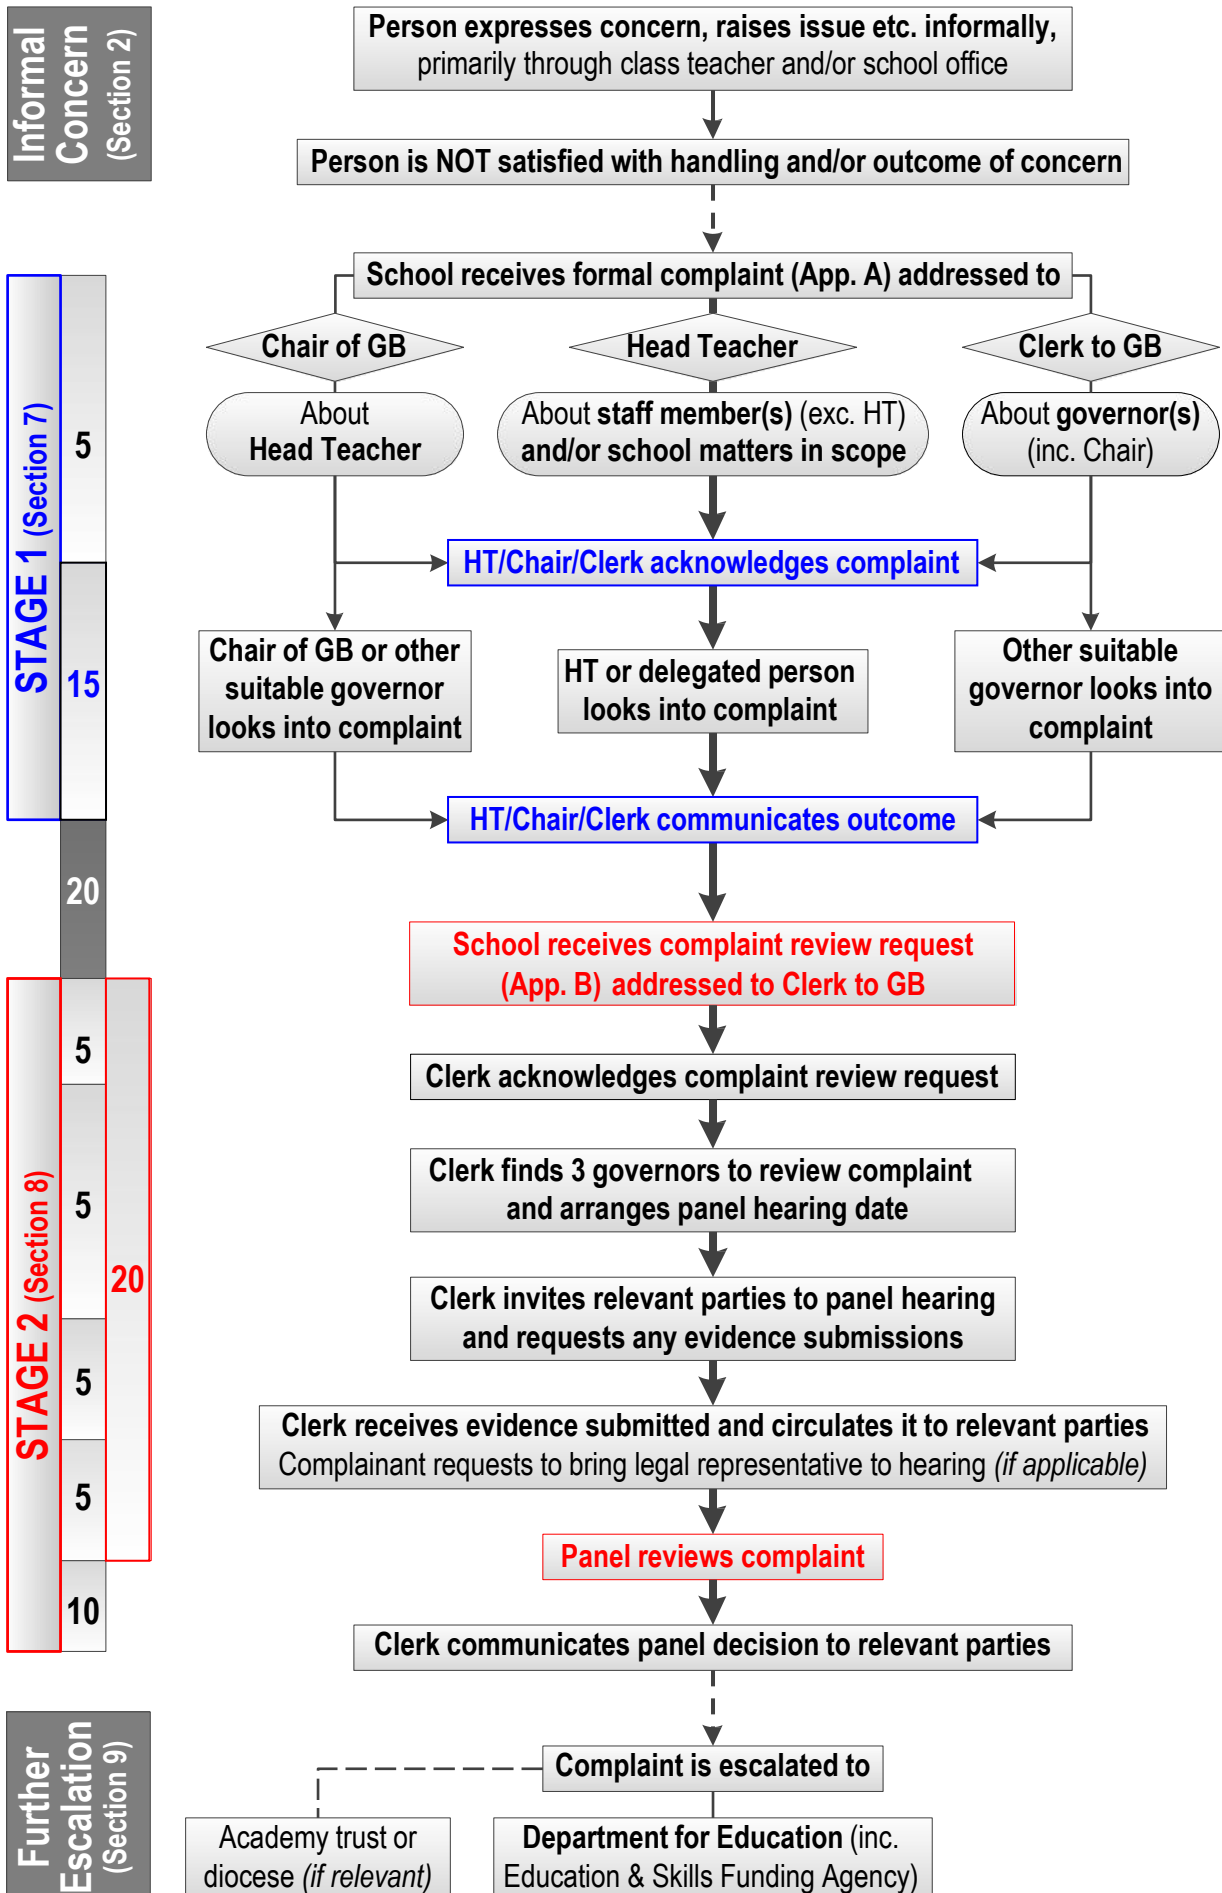 Informal
Concern
(Section 2)
Person expresses concern, raises issue etc. informally,
primarily through class teacher and/or school office
Person is NOT satisfied with handling and/or outcome of concern
STAGE 1 (Section 7)
5
15
School receives formal complaint (App. A) addressed to
Chair of GB
Head Teacher
Clerk to GB
About
Head Teacher
About staff member(s) (exc. HT)
and/or school matters in scope
About governor(s)
(inc. Chair)
HT/Chair/Clerk acknowledges complaint
Chair of GB or other
suitable governor
looks into complaint
HT or delegated person
looks into complaint
Other suitable
governor looks into
complaint
HT/Chair/Clerk communicates outcome
20
STAGE 2 (Section 8)
5
5
5
5
10
20
School receives complaint review request
(App. B) addressed to Clerk to GB
Clerk acknowledges complaint review request
Clerk finds 3 governors to review complaint
and arranges panel hearing date
Clerk invites relevant parties to panel hearing
and requests any evidence submissions
Clerk receives evidence submitted and circulates it to relevant parties
Complainant requests to bring legal representative to hearing (if applicable)
Panel reviews complaint
Clerk communicates panel decision to relevant parties
Further
Escalation
(Section 9)
Complaint is escalated to
Academy trust or
diocese (if relevant)
Department for Education (inc.
Education & Skills Funding Agency)